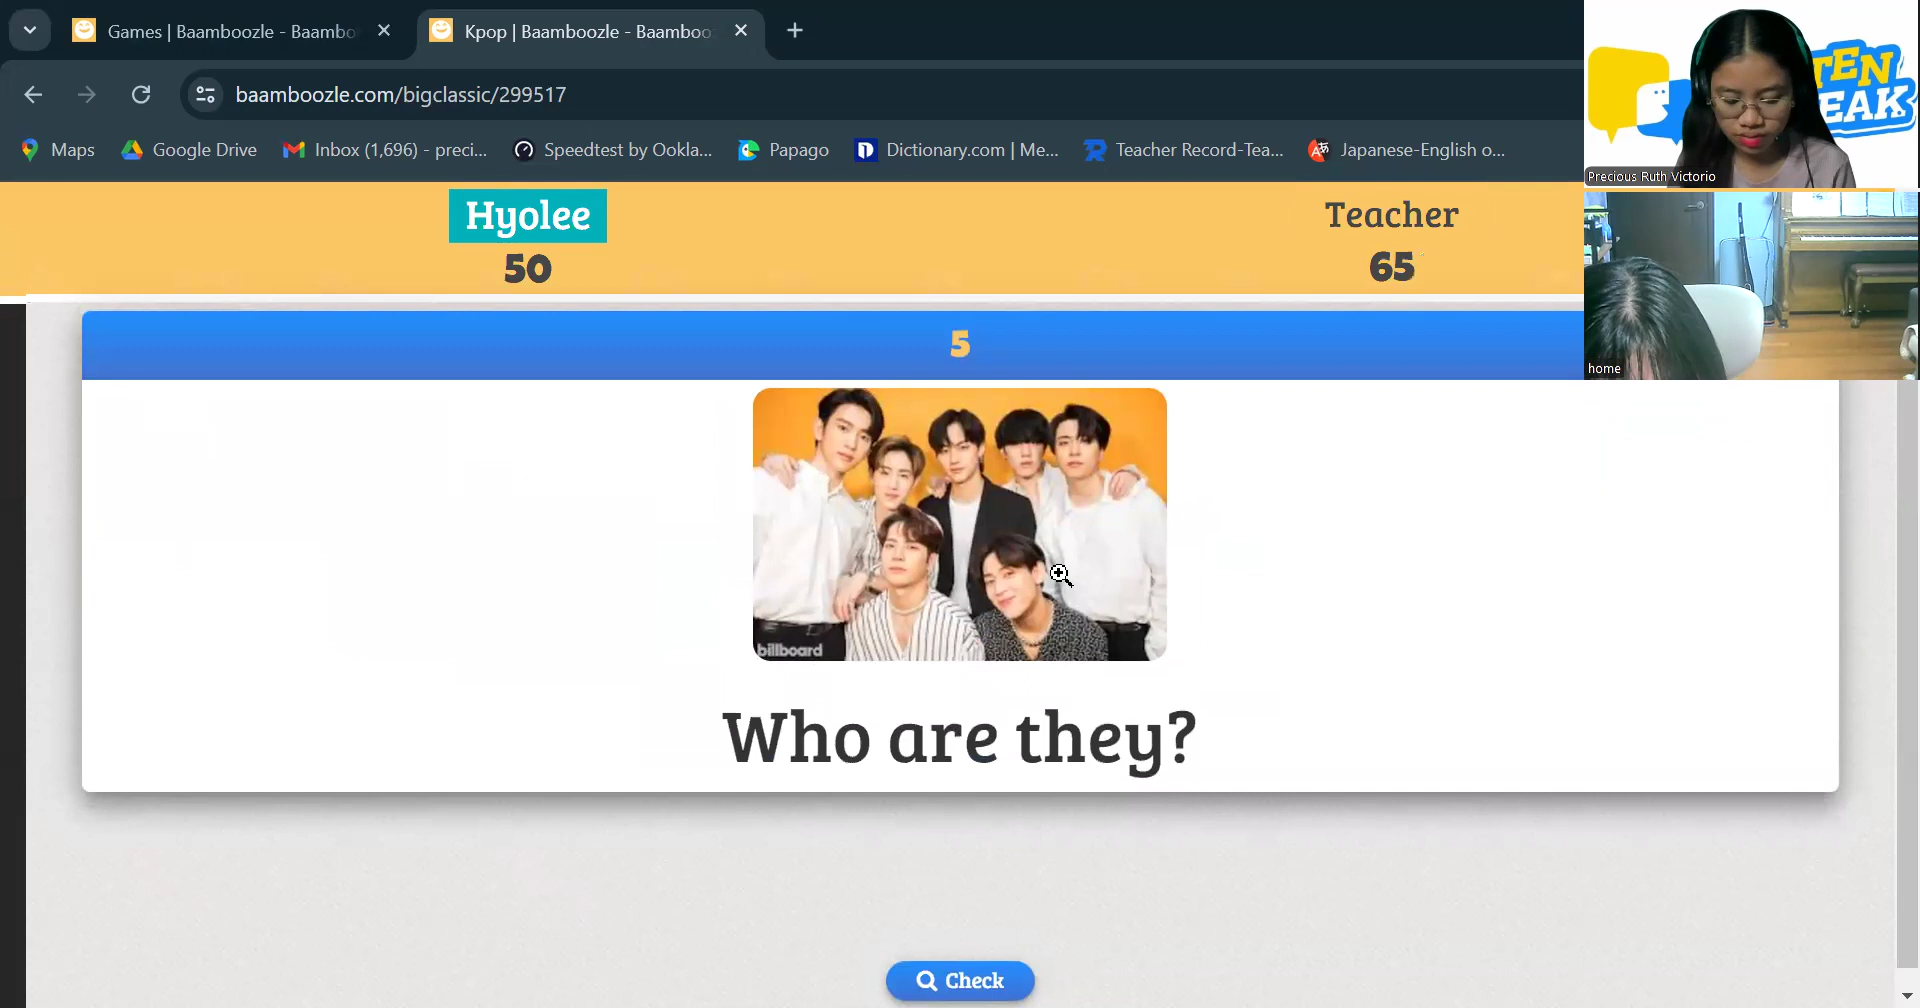 Games | Baamboozle - Baambo
Kpop | Baamboozle - Baamboo
baamboozle.com/bigclassic/299517
Maps
Google Drive
Inbox (1,696) - preci...
Speedtest by Ookla...
Papago
Dictionary.com | Me...
Teacher Record-Tea...
Japanese-English o...
TEN
EAK
Precious Ruth Victorio
home
Hyolee
50
Teacher
65
5
billboard
Who are they?
Check